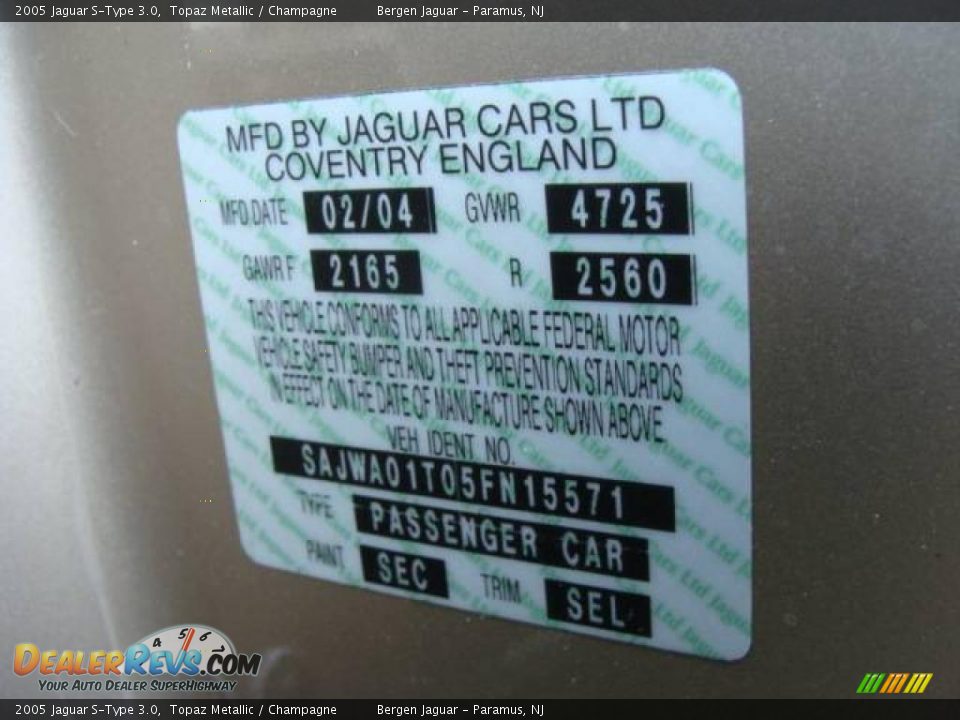 2005 Jaguar S-Type 3.0, Topaz Metallic / Champagne Bergen Jaguar - Paramus, NJ
MFD BY JAGUAR CARS LTD
COVENTRY ENGLAND
MFD.DATE 02/04 GVWR 4725
GAWR F 2165 R 2560
THIS VEHICLE CONFORMS TO ALL APPLICABLE FEDERAL MOTOR
VEHICLE SAFETY BUMPER AND THEFT PREVENTION STANDARDS
IN EFFECT ON THE DATE OF MANUFACTURE SHOWN ABOVE
VEH IDENT NO.
SAJWA01T05FN15571
TYPE PASSENGER CAR
PAINT SEC TRIM SEL
4 5 6
DealerRevs.com
Your Auto Dealer SuperHighway
2005 Jaguar S-Type 3.0, Topaz Metallic / Champagne Bergen Jaguar - Paramus, NJ